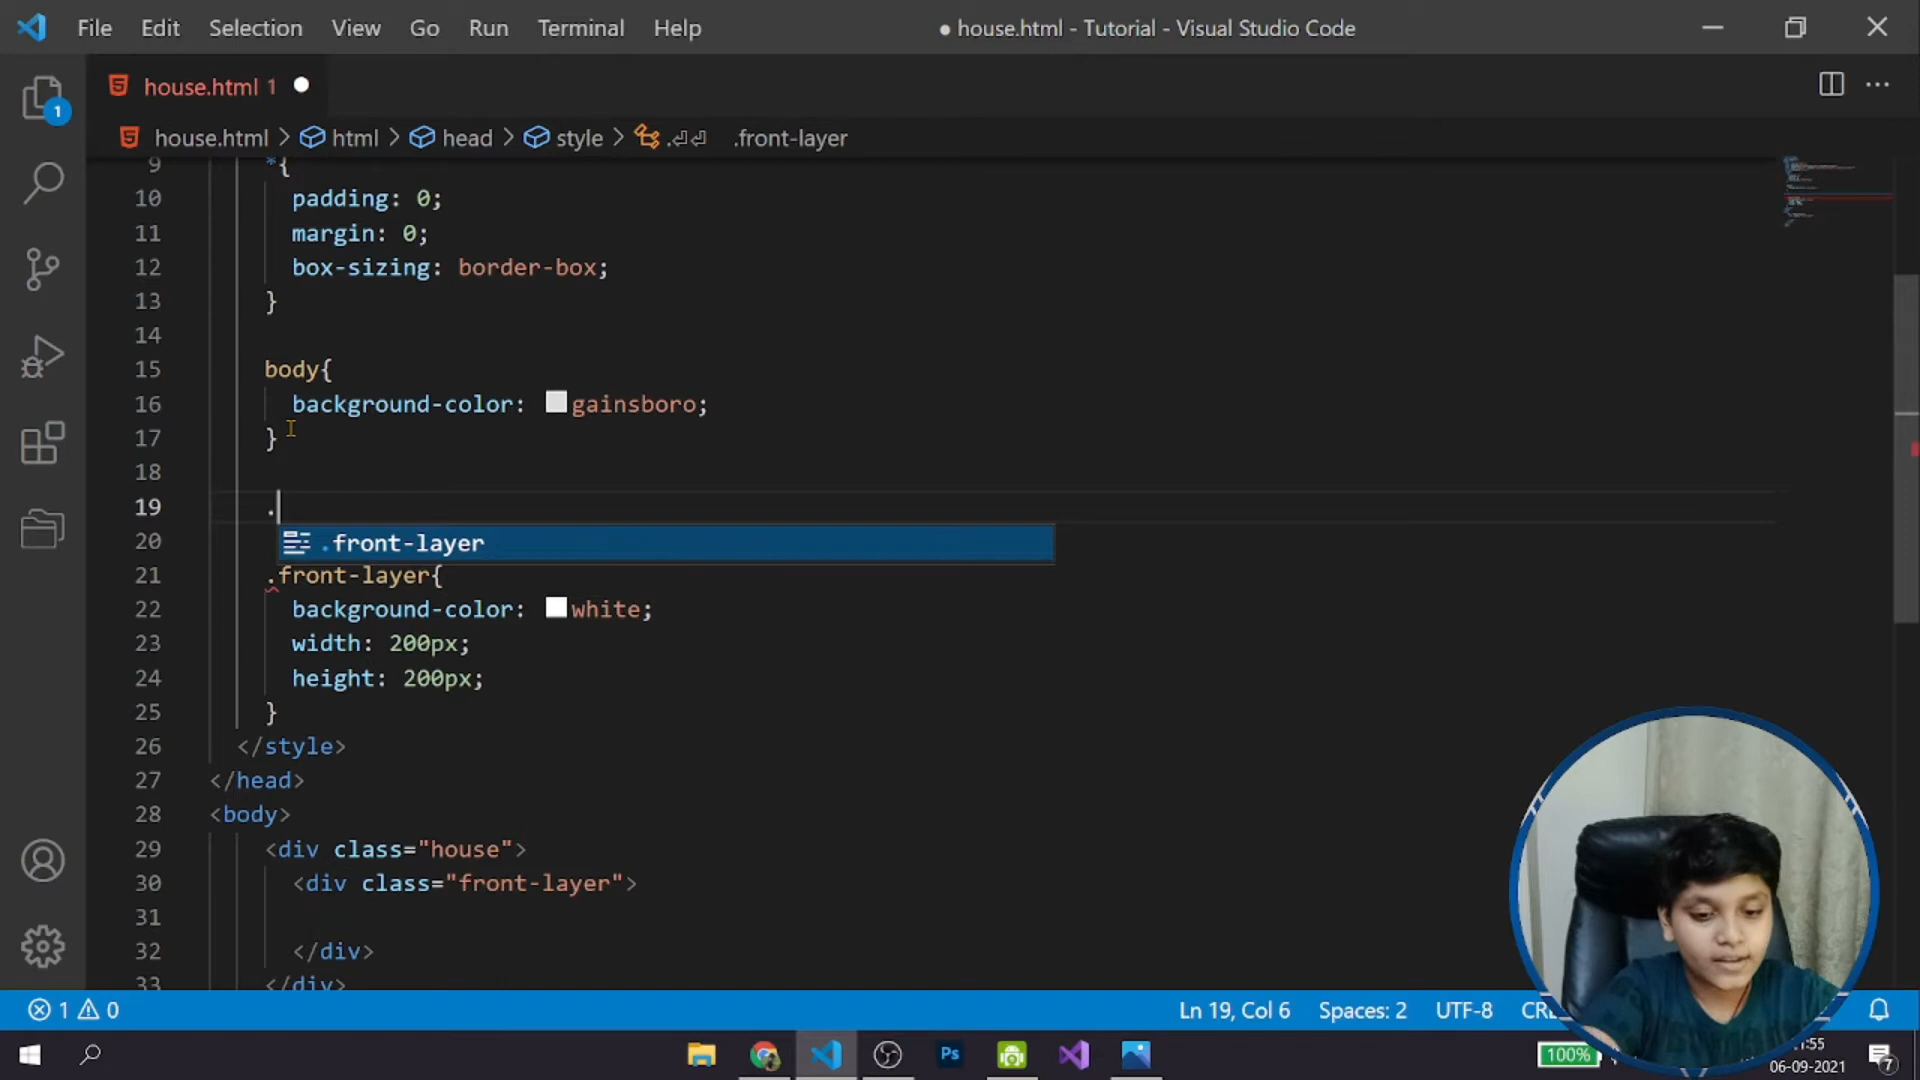 File Edit Selection View Go Run Terminal Help
● house.html - Tutorial - Visual Studio Code
house.html 1
house.html > html > head > style > .⏎⏎ .front-layer
9 *{
10 padding: 0;
11 margin: 0;
12 box-sizing: border-box;
13 }
14
15 body{
16 background-color: gainsboro;
17 }
18
19 .
20 .front-layer
21 .front-layer{
22 background-color: white;
23 width: 200px;
24 height: 200px;
25 }
26 </style>
27 </head>
28 <body>
29 <div class="house">
30 <div class="front-layer">
31
32 </div>
33 </div>
1
1 0
Ln 19, Col 6 Spaces: 2 UTF-8
Ps
100%
06-09-2021
7